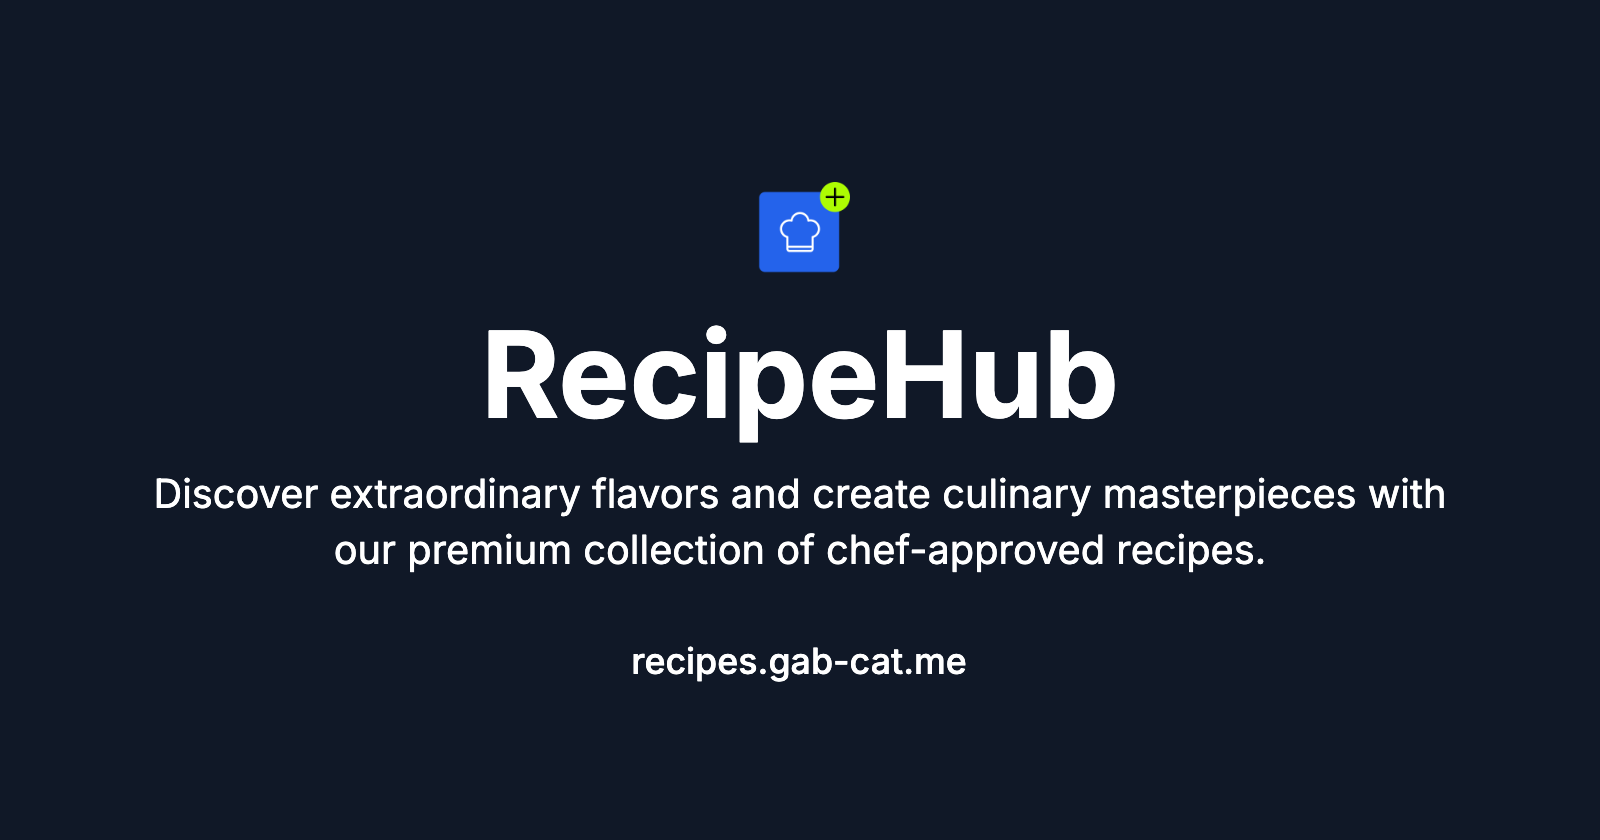 RecipeHub
Discover extraordinary flavors and create culinary masterpieces with
our premium collection of chef-approved recipes.
recipes.gab-cat.me